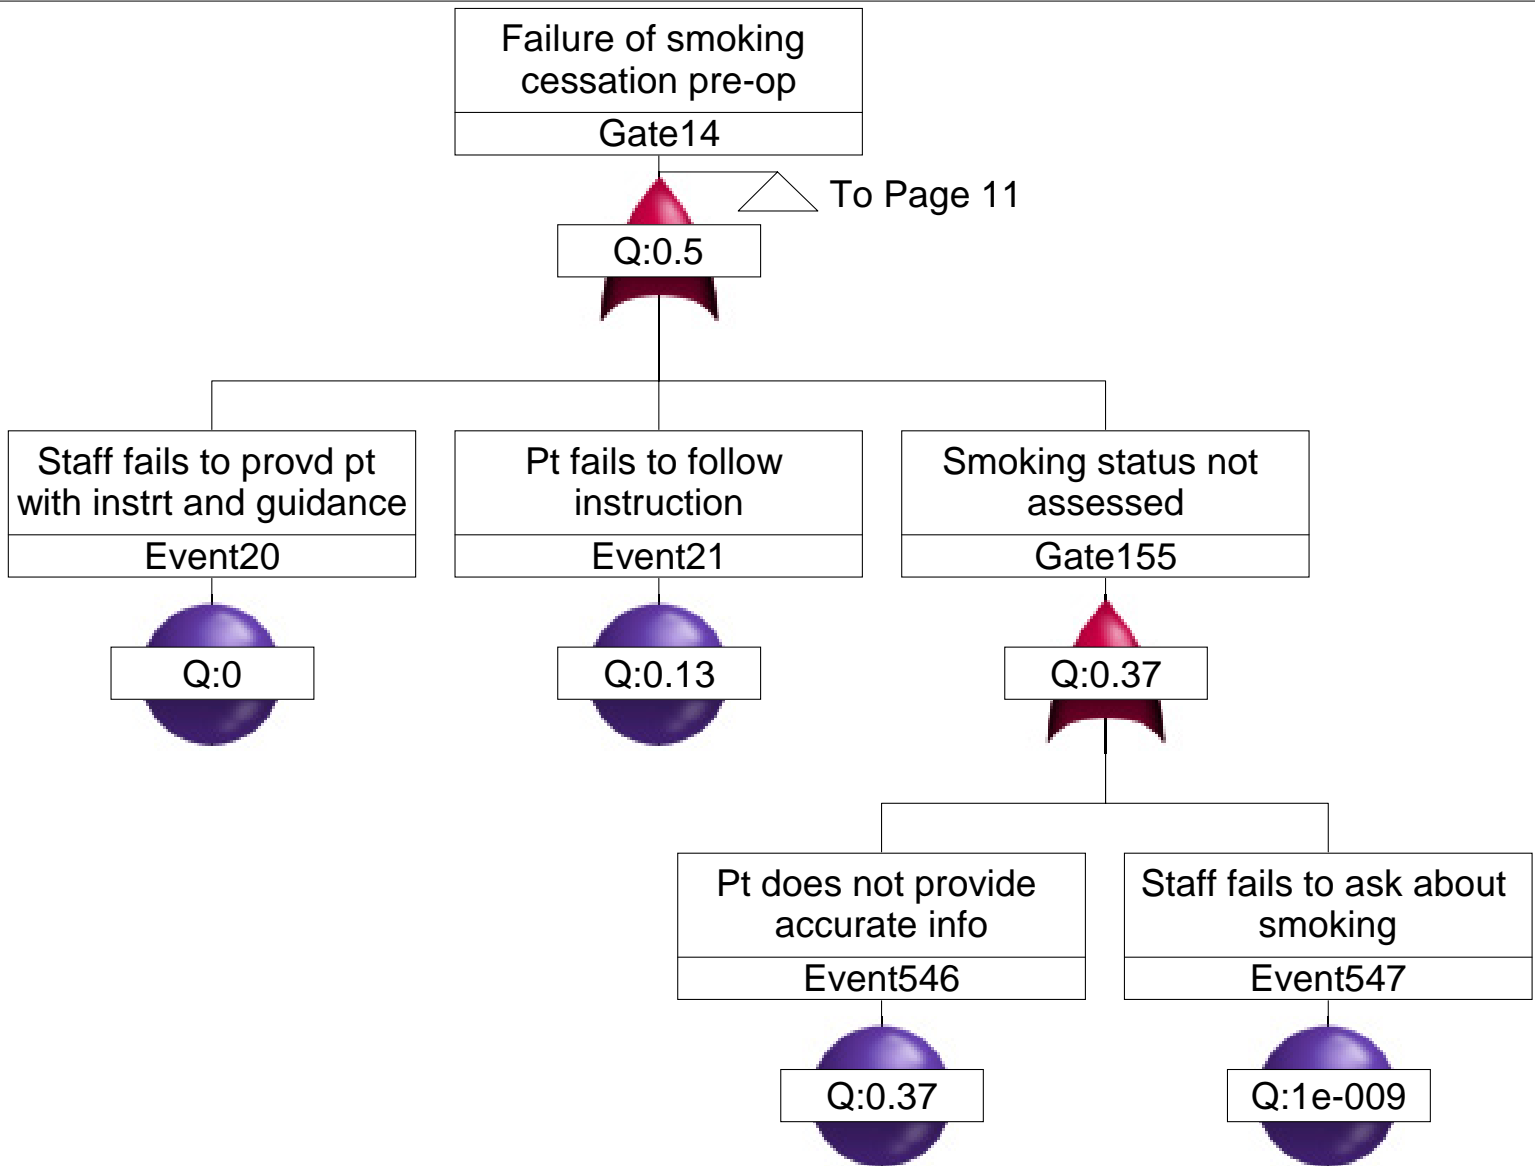 Failure of smoking
cessation pre-op
Gate14
To Page 11
Q:0.5
Staff fails to provd pt
with instrt and guidance
Event20
Q:0
Pt fails to follow
instruction
Event21
Q:0.13
Smoking status not
assessed
Gate155
Q:0.37
Pt does not provide
accurate info
Event546
Q:0.37
Staff fails to ask about
smoking
Event547
Q:1e-009